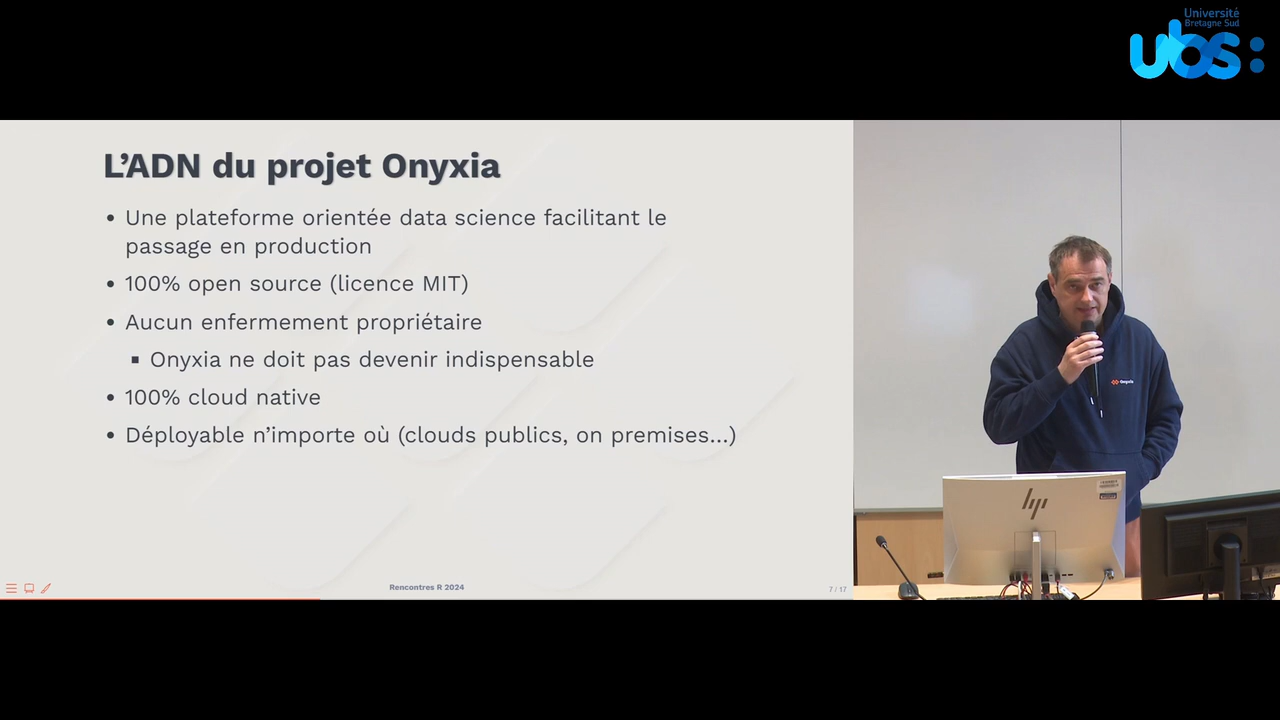 Université
Bretagne Sud
ubs:
L’ADN du projet Onyxia
• Une plateforme orientée data science facilitant le
passage en production
• 100% open source (licence MIT)
• Aucun enfermement propriétaire
▪ Onyxia ne doit pas devenir indispensable
• 100% cloud native
• Déployable n’importe où (clouds publics, on premises…)
Onyxia
hp
Rencontres R 2024
7 / 17